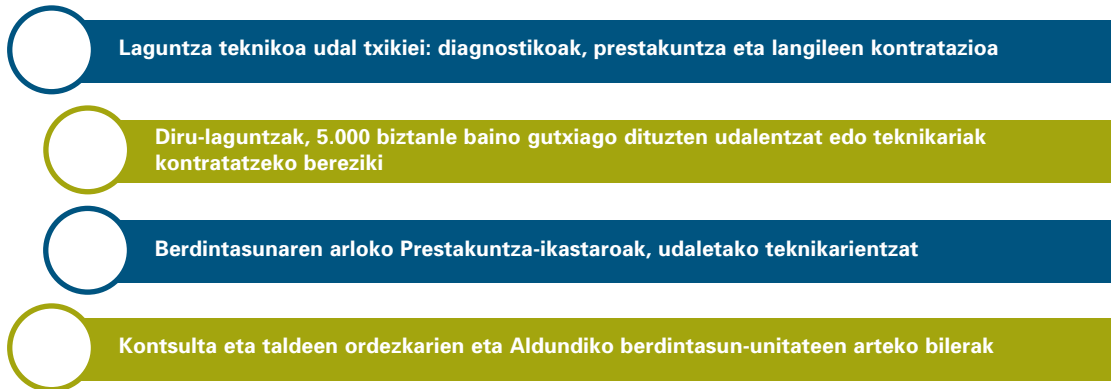 Laguntza teknikoa udal txikiei: diagnostikoak, prestakuntza eta langileen kontratazioa
Diru-laguntzak, 5.000 biztanle baino gutxiago dituzten udalentzat edo teknikariak
kontratatzeko bereziki
Berdintasunaren arloko Prestakuntza-ikastaroak, udaletako teknikarientzat
Kontsulta eta taldeen ordezkarien eta Aldundiko berdintasun-unitateen arteko bilerak